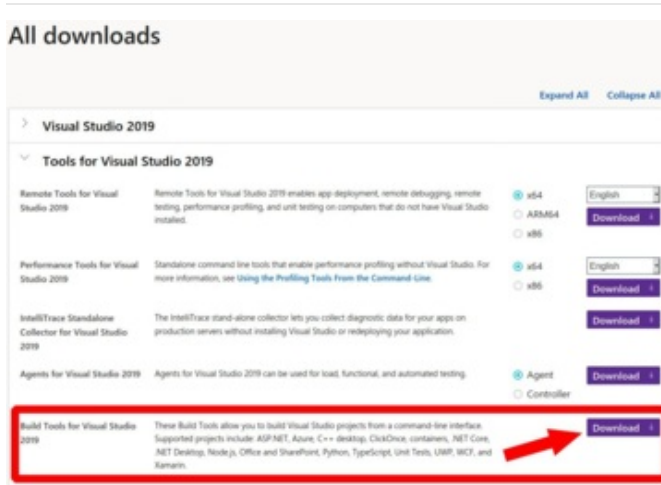 All downloads
Expand All Collapse All
Visual Studio 2019
Tools for Visual Studio 2019
Remote Tools for Visual
Studio 2019
Remote Tools for Visual Studio 2019 enables app deployment, remote debugging, remote
testing, performance profiling, and unit testing on computers that do not have Visual Studio
installed.
x64
ARM64
x86
English
Download
Performance Tools for Visual
Studio 2019
Standalone command line tools that enable performance profiling without Visual Studio. For
more information, see Using the Profiling Tools From the Command-Line.
x64
x86
English
Download
IntelliTrace Standalone
Collector for Visual Studio
2019
The IntelliTrace stand-alone collector lets you collect diagnostic data for your apps on
production servers without installing Visual Studio or redeploying your application.
Download
Agents for Visual Studio 2019
Agents for Visual Studio 2019 can be used for load, functional, and automated testing.
Agent
Controller
Download
Build Tools for Visual Studio
2019
These Build Tools allow you to build Visual Studio projects from a command-line interface.
Supported projects include: ASP.NET, Azure, C++ desktop, ClickOnce, containers, .NET Core,
.NET Desktop, Node.js, Office and SharePoint, Python, TypeScript, Unit Tests, UWP, WCF, and
Xamarin.
Download